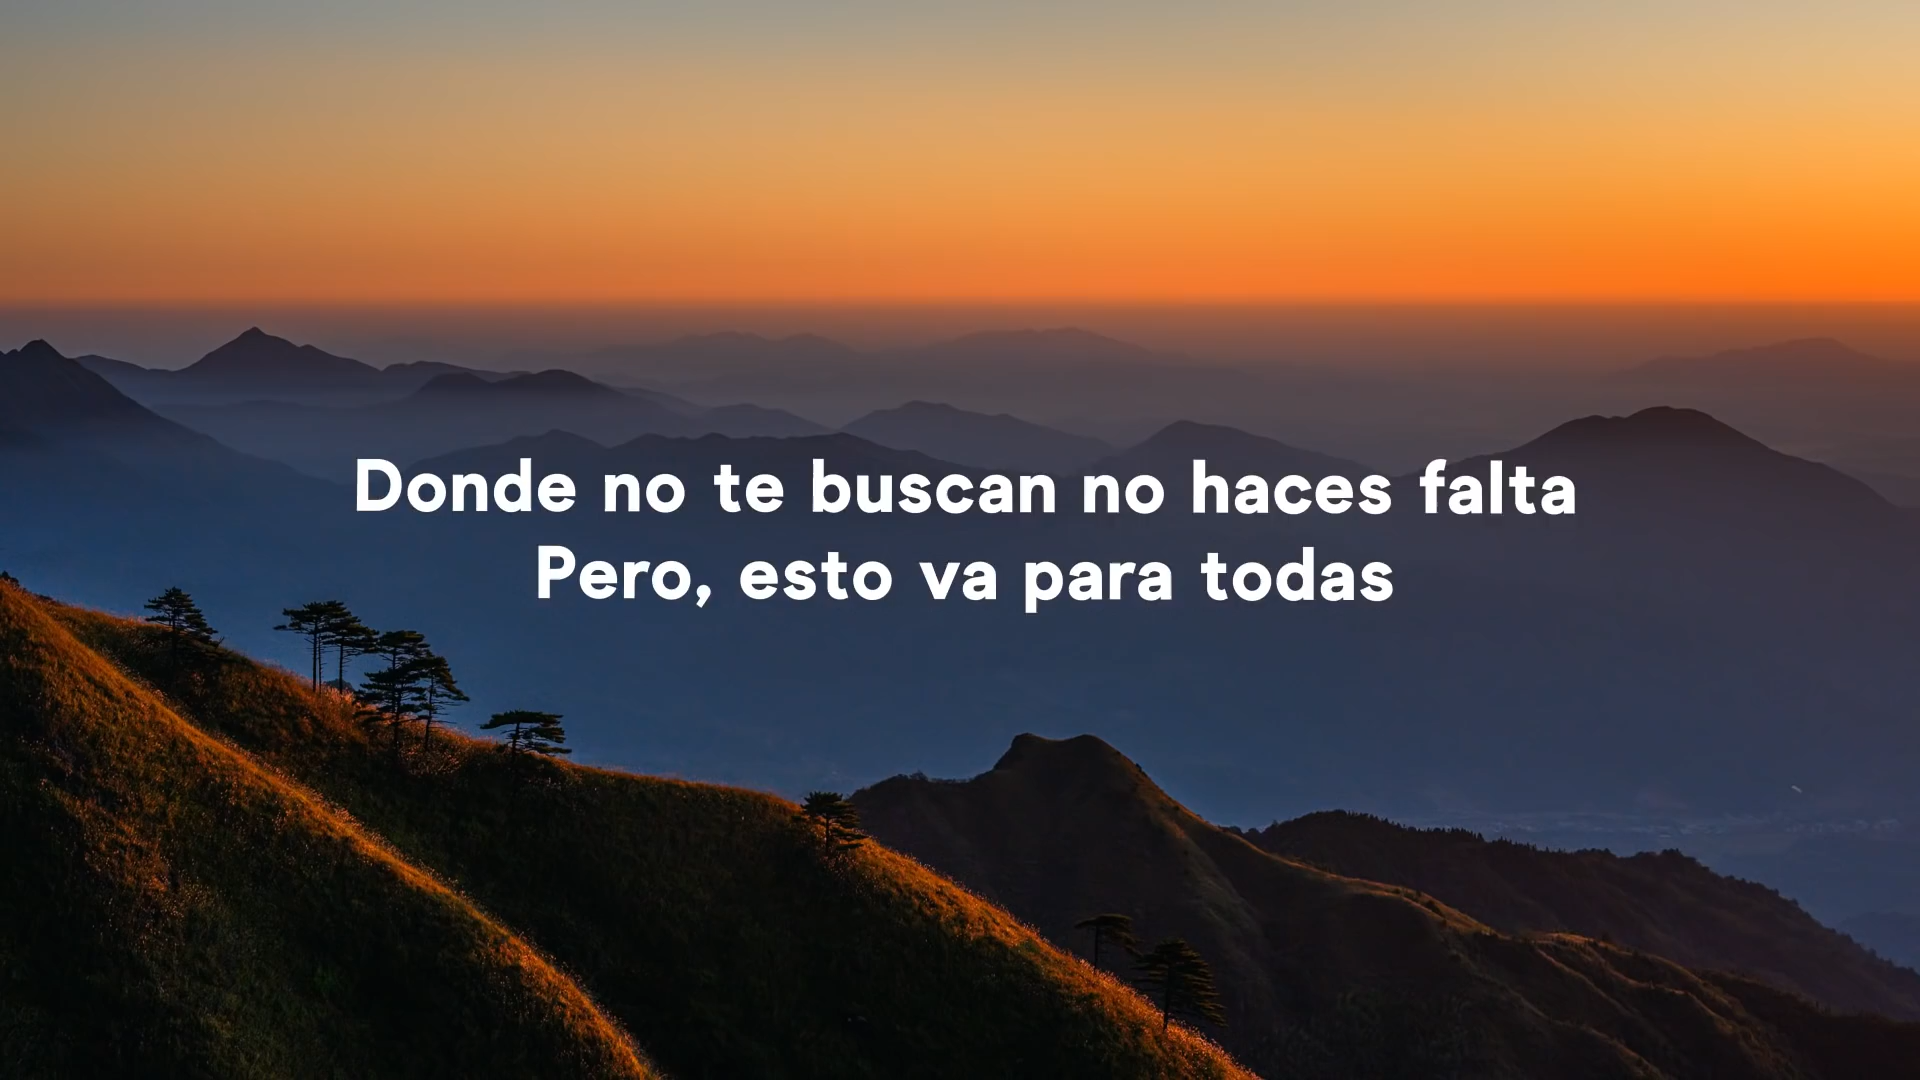 Donde no te buscan no haces falta
Pero, esto va para todas